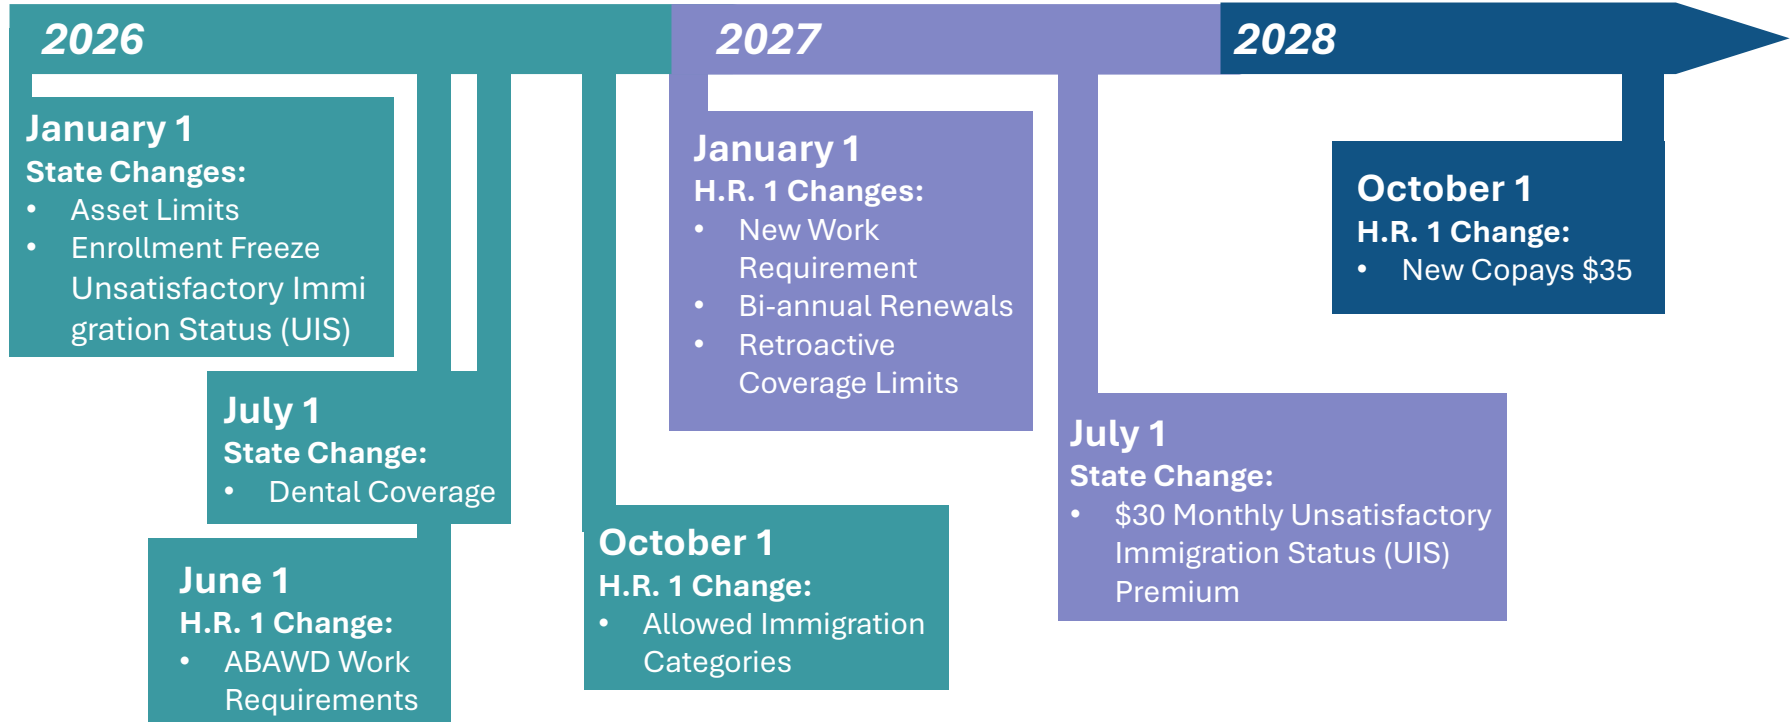 2026
2027
2028
January 1
State Changes:
• Asset Limits
• Enrollment Freeze
Unsatisfactory Immi
gration Status (UIS)
July 1
State Change:
• Dental Coverage
June 1
H.R. 1 Change:
• ABAWD Work
Requirements
October 1
H.R. 1 Change:
• Allowed Immigration
Categories
January 1
H.R. 1 Changes:
• New Work
Requirement
• Bi-annual Renewals
• Retroactive
Coverage Limits
July 1
State Change:
• $30 Monthly Unsatisfactory
Immigration Status (UIS)
Premium
October 1
H.R. 1 Change:
• New Copays $35